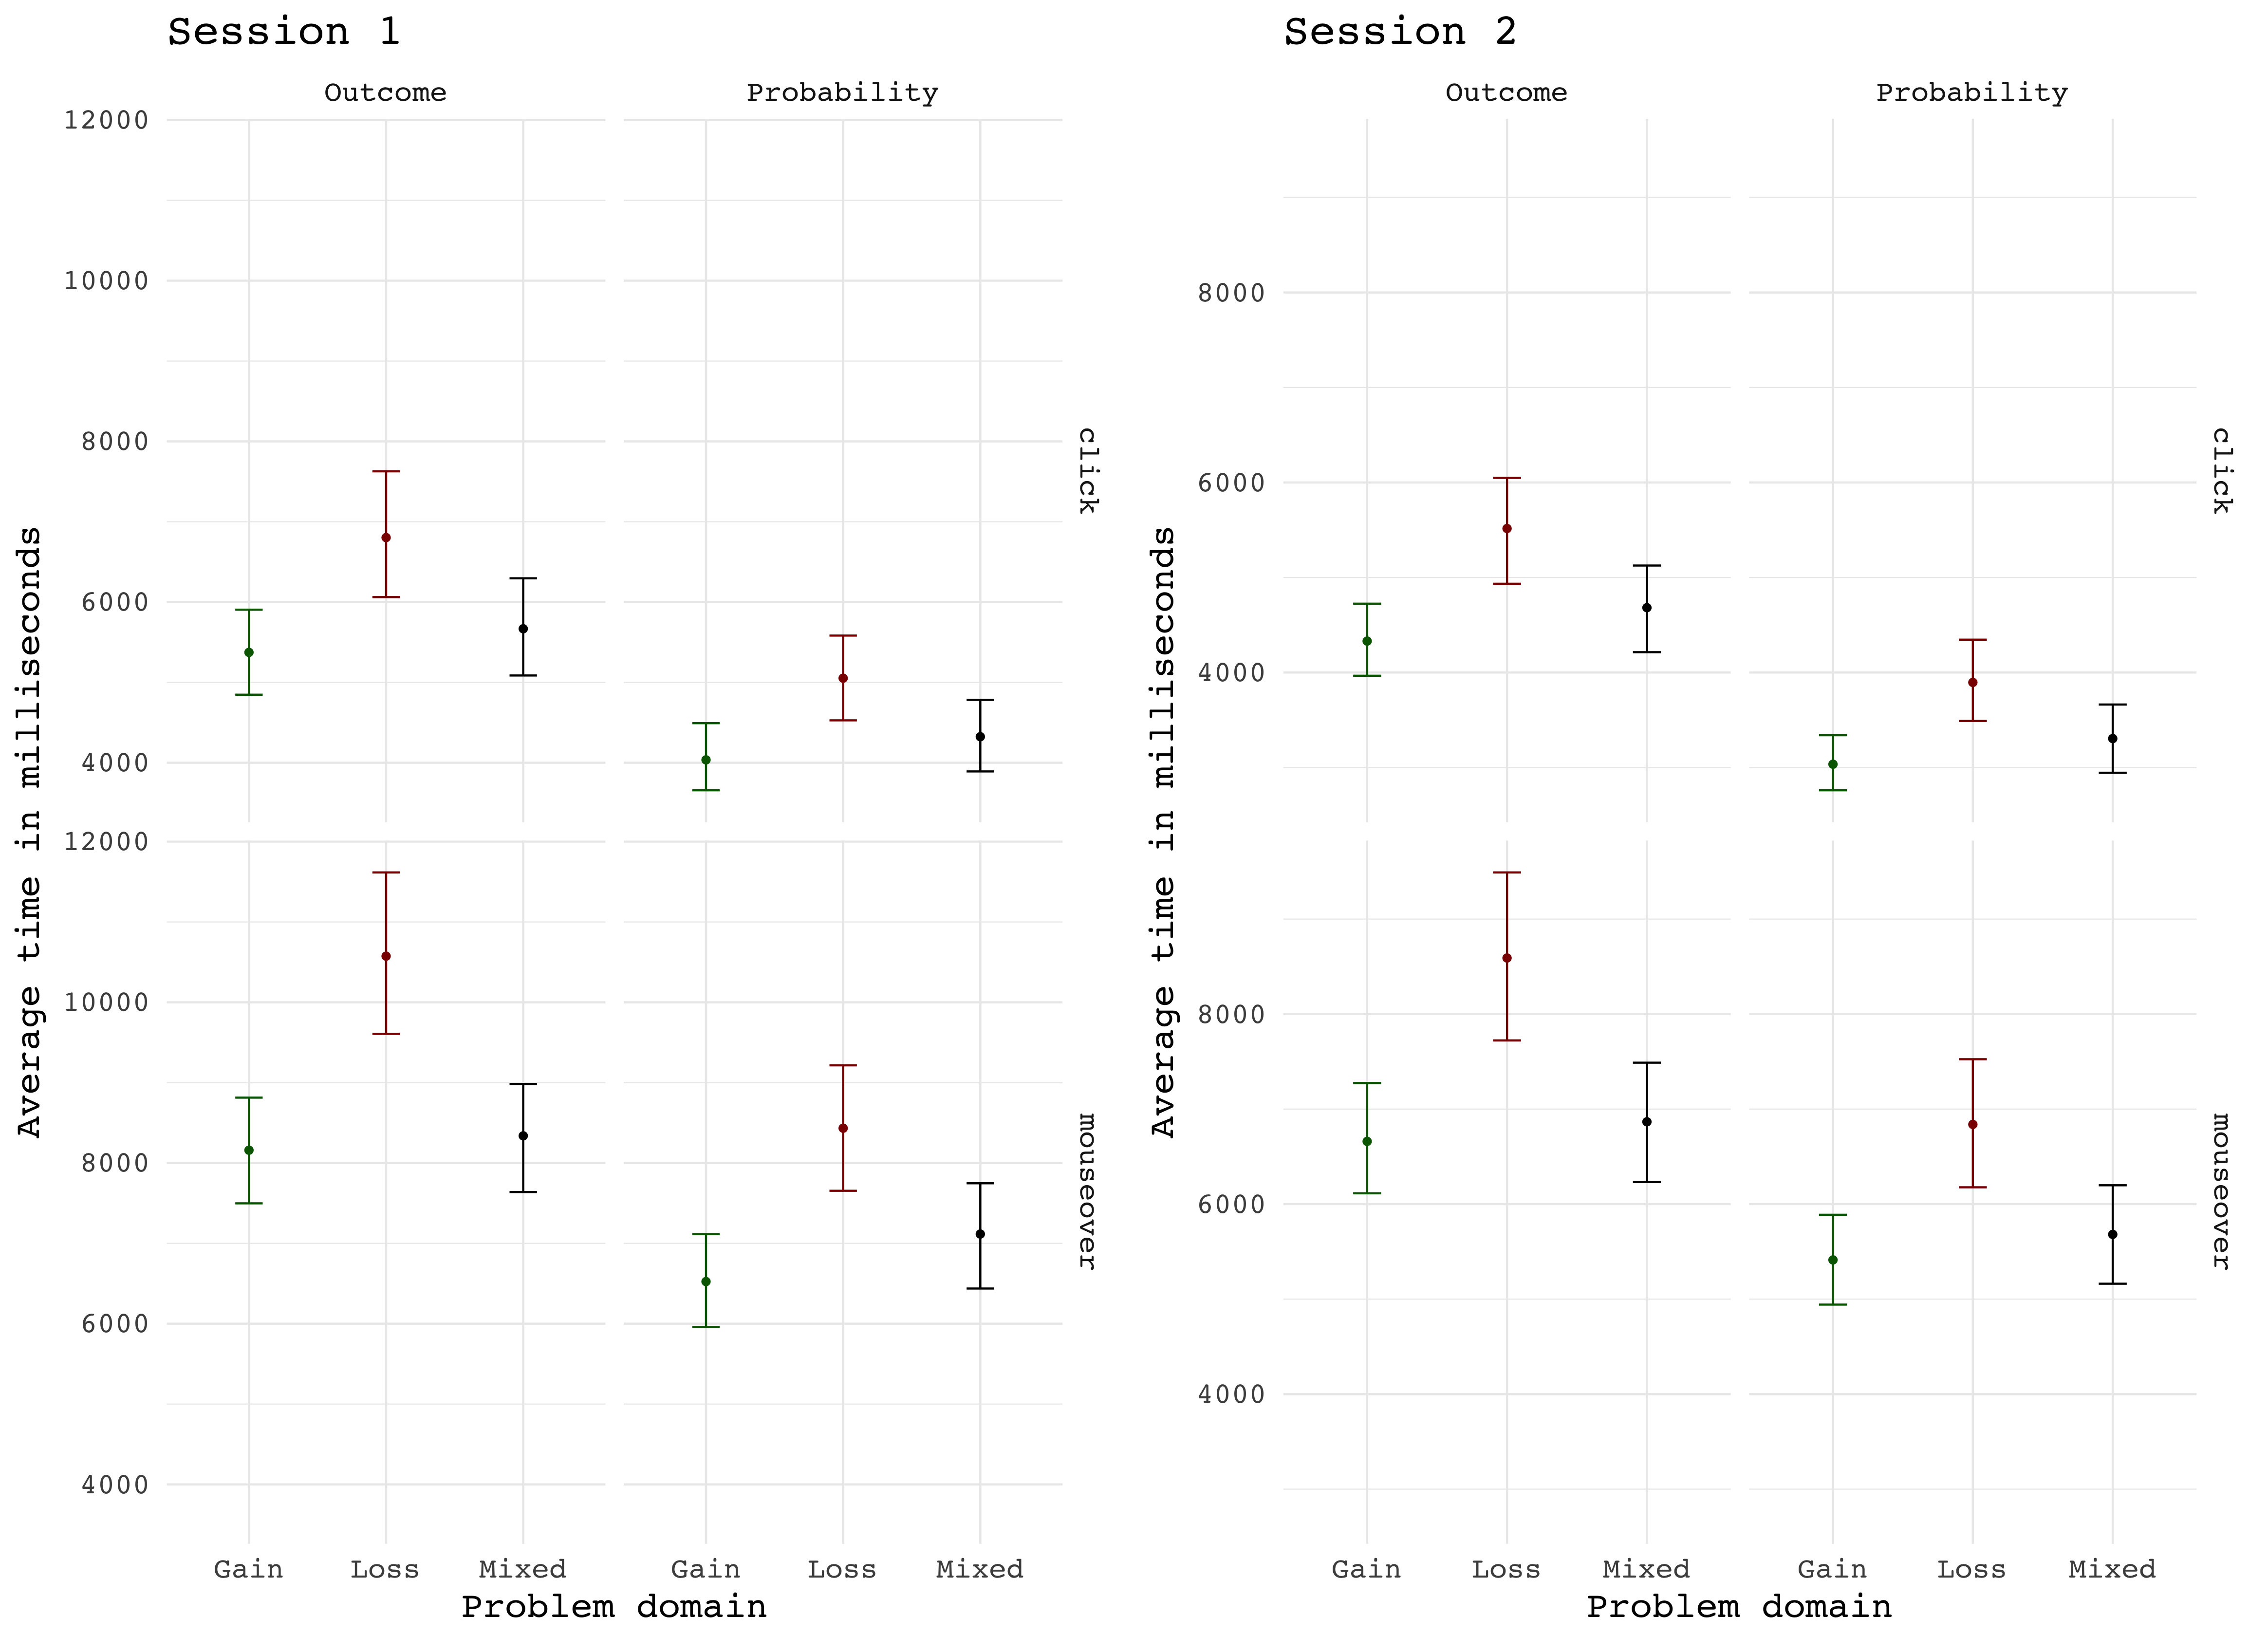 Session 1
Outcome Probability
12000
10000
8000
6000
4000
click
12000
10000
8000
6000
4000
mouseover
Average time in milliseconds
Gain Loss Mixed Gain Loss Mixed
Problem domain
Session 2
Outcome Probability
8000
6000
4000
click
8000
6000
4000
mouseover
Average time in milliseconds
Gain Loss Mixed Gain Loss Mixed
Problem domain